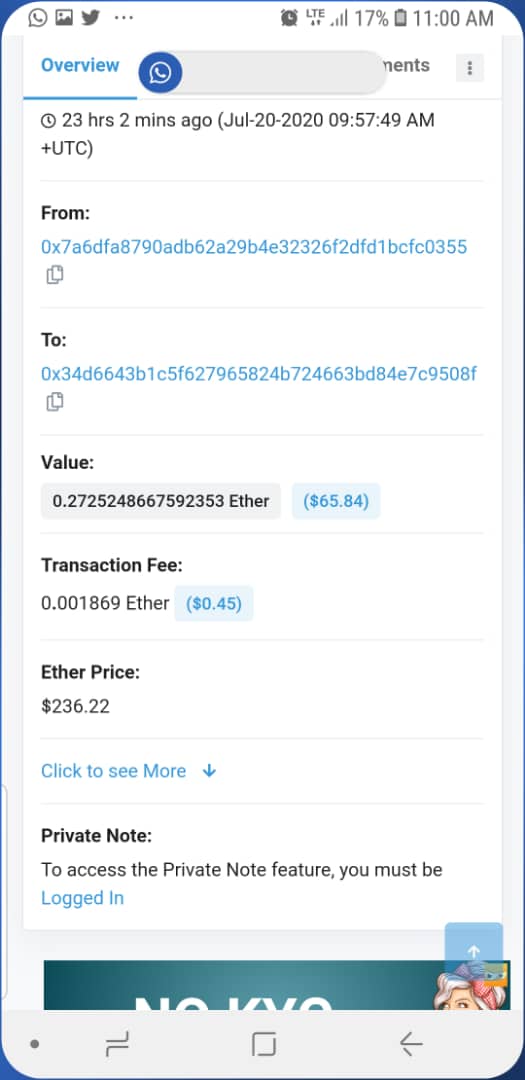 LTE 17% 11:00 AM
Overview
23 hrs 2 mins ago (Jul-20-2020 09:57:49 AM
+UTC)
From:
0x7a6dfa8790adb62a29b4e32326f2dfd1bcfc0355
To:
0x34d6643b1c5f627965824b724663bd84e7c9508f
Value:
0.2725248667592353 Ether ($65.84)
Transaction Fee:
0.001869 Ether ($0.45)
Ether Price:
$236.22
Click to see More
Private Note:
To access the Private Note feature, you must be
Logged In